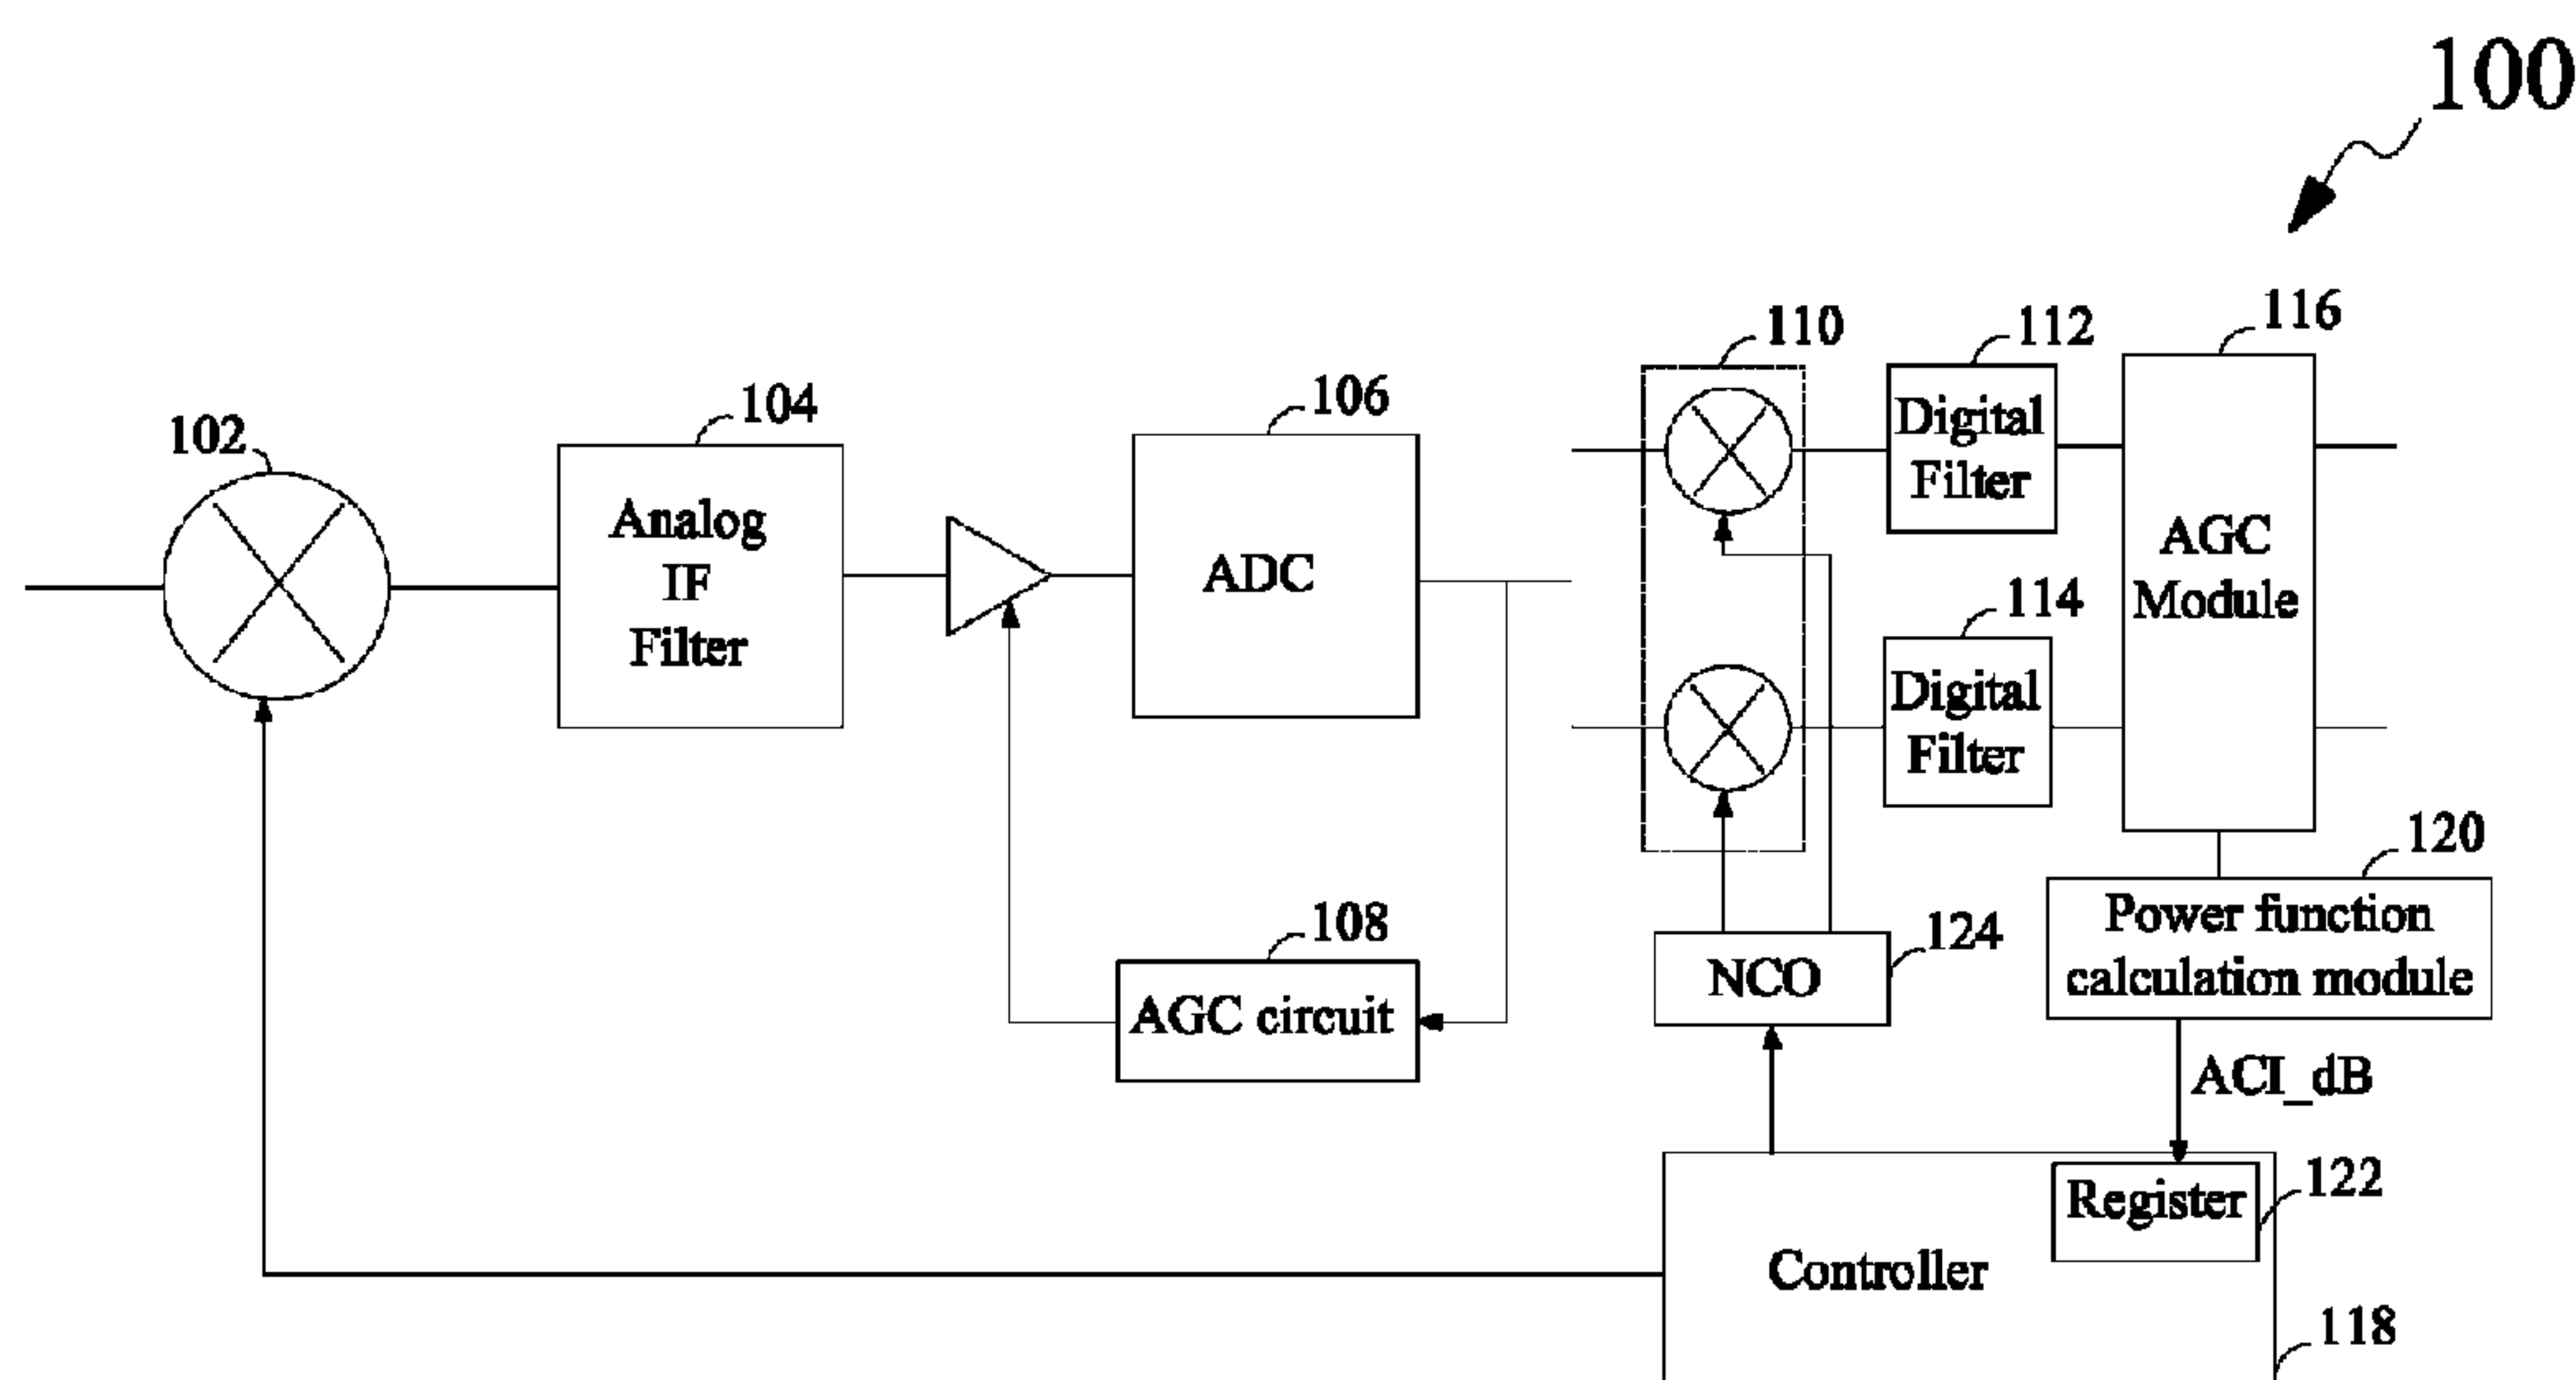 100
102
104
Analog
IF
Filter
106
ADC
108
AGC circuit
110
112
Digital
Filter
114
Digital
Filter
116
AGC
Module
124
NCO
120
Power function
calculation module
ACI_dB
Register
122
Controller
118